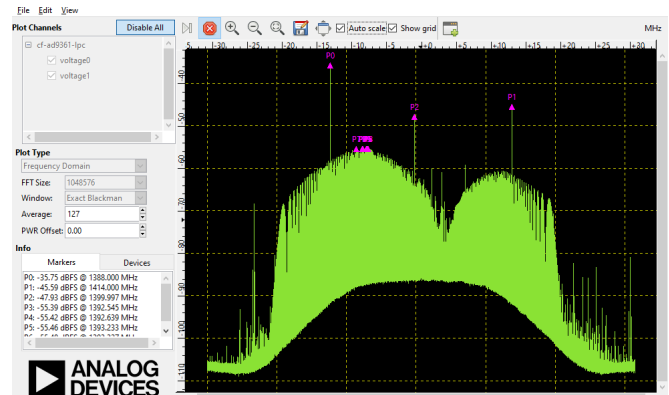 File Edit View
Plot Channels Disable All Auto scale Show grid MHz
cf-ad9361-lpc
voltage0
voltage1
Plot Type
Frequency Domain
FFT Size: 1048576
Window: Exact Blackman
Average: 127
PWR Offset: 0.00
Info
Markers Devices
P0: -35.75 dBFS @ 1388.000 MHz
P1: -45.59 dBFS @ 1414.000 MHz
P2: -47.93 dBFS @ 1399.997 MHz
P3: -55.39 dBFS @ 1392.545 MHz
P4: -55.42 dBFS @ 1392.639 MHz
P5: -55.46 dBFS @ 1393.233 MHz
ANALOG
DEVICES
-30 -25 -20 -15 -10 -5 +0 +5 +10 +15 +20 +25 +30
P0
P1
P2
-40
-50
-60
-70
-80
-90
-100
-110